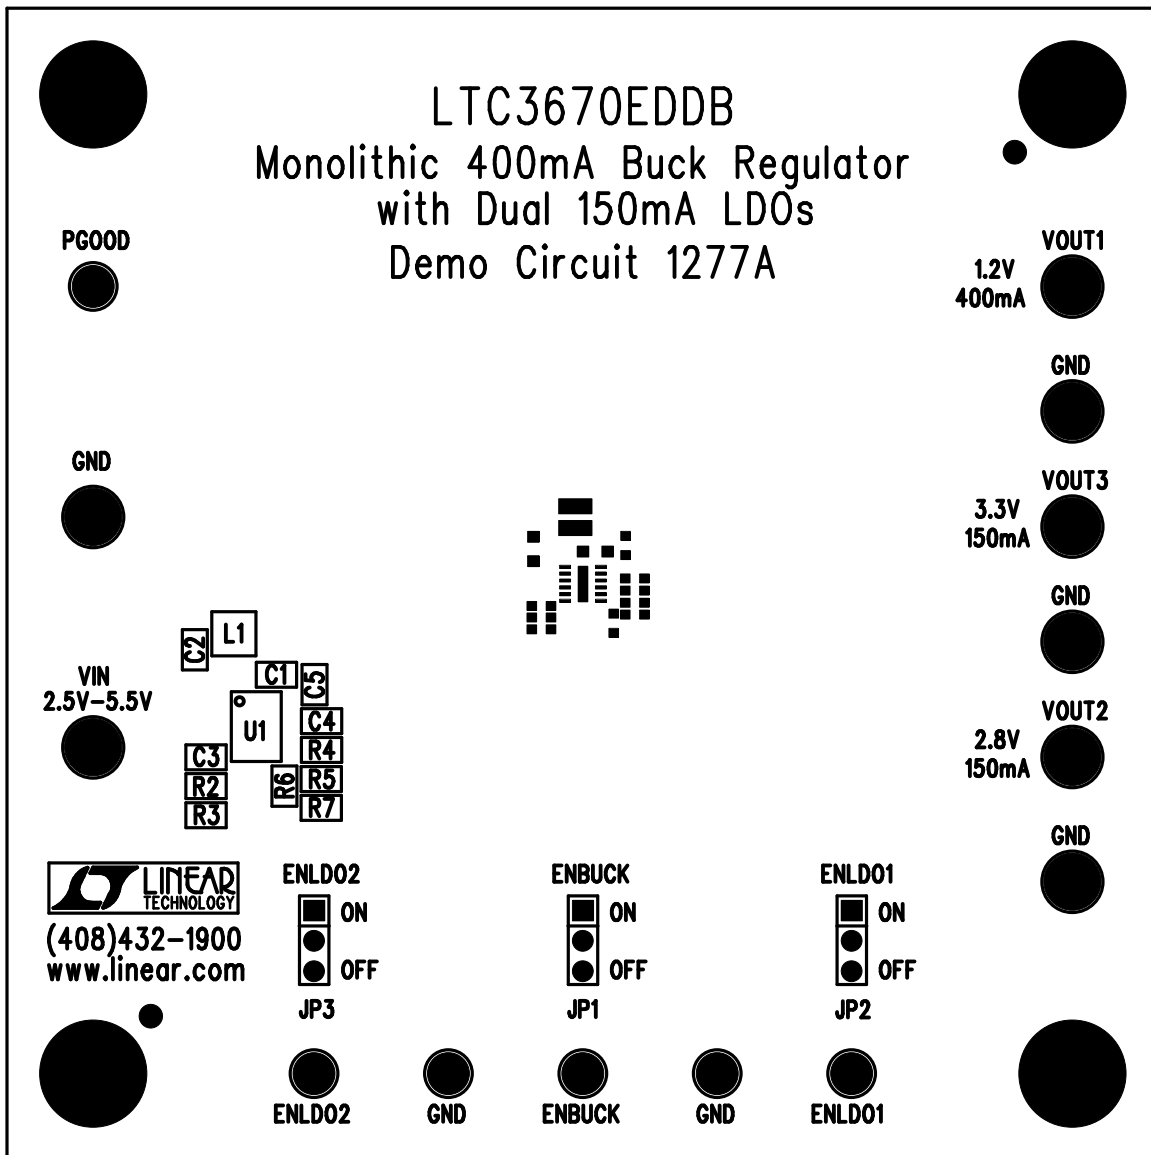 LTC3670EDDB
Monolithic 400mA Buck Regulator
with Dual 150mA LDOs
Demo Circuit 1277A
PGOOD
VOUT1
1.2V
400mA
GND
GND
VOUT3
3.3V
150mA
GND
L1
C2
C1
C5
VIN
2.5V-5.5V
U1
C4
C3
R4
R2
R6
R5
R3
R7
VOUT2
2.8V
150mA
GND
LINEAR
TECHNOLOGY
(408)432-1900
www.linear.com
ENLDO2
ON
OFF
JP3
ENBUCK
ON
OFF
JP1
ENLDO1
ON
OFF
JP2
ENLDO2
GND
ENBUCK
GND
ENLDO1